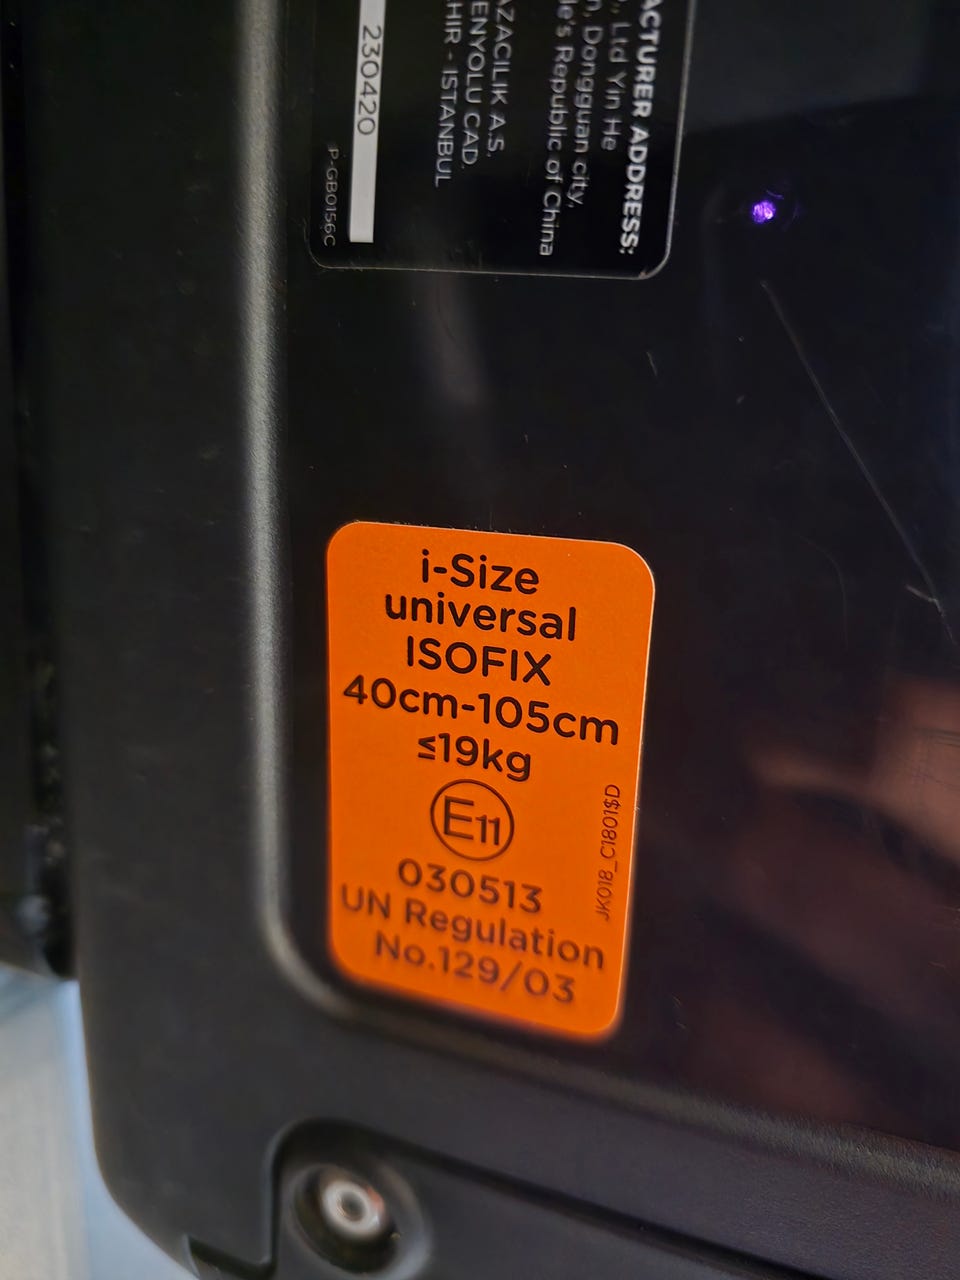 ACTURER ADDRESS:
., Ltd Yin He
n, Dongguan city,
le's Republic of China
AZACILIK A.S.
ENYOLU CAD.
HIR - ISTANBUL
230420
P-GB0156C
i-Size
universal
ISOFIX
40cm-105cm
≤19kg
E11
030513
UN Regulation
No.129/03
JK018_C1801$D